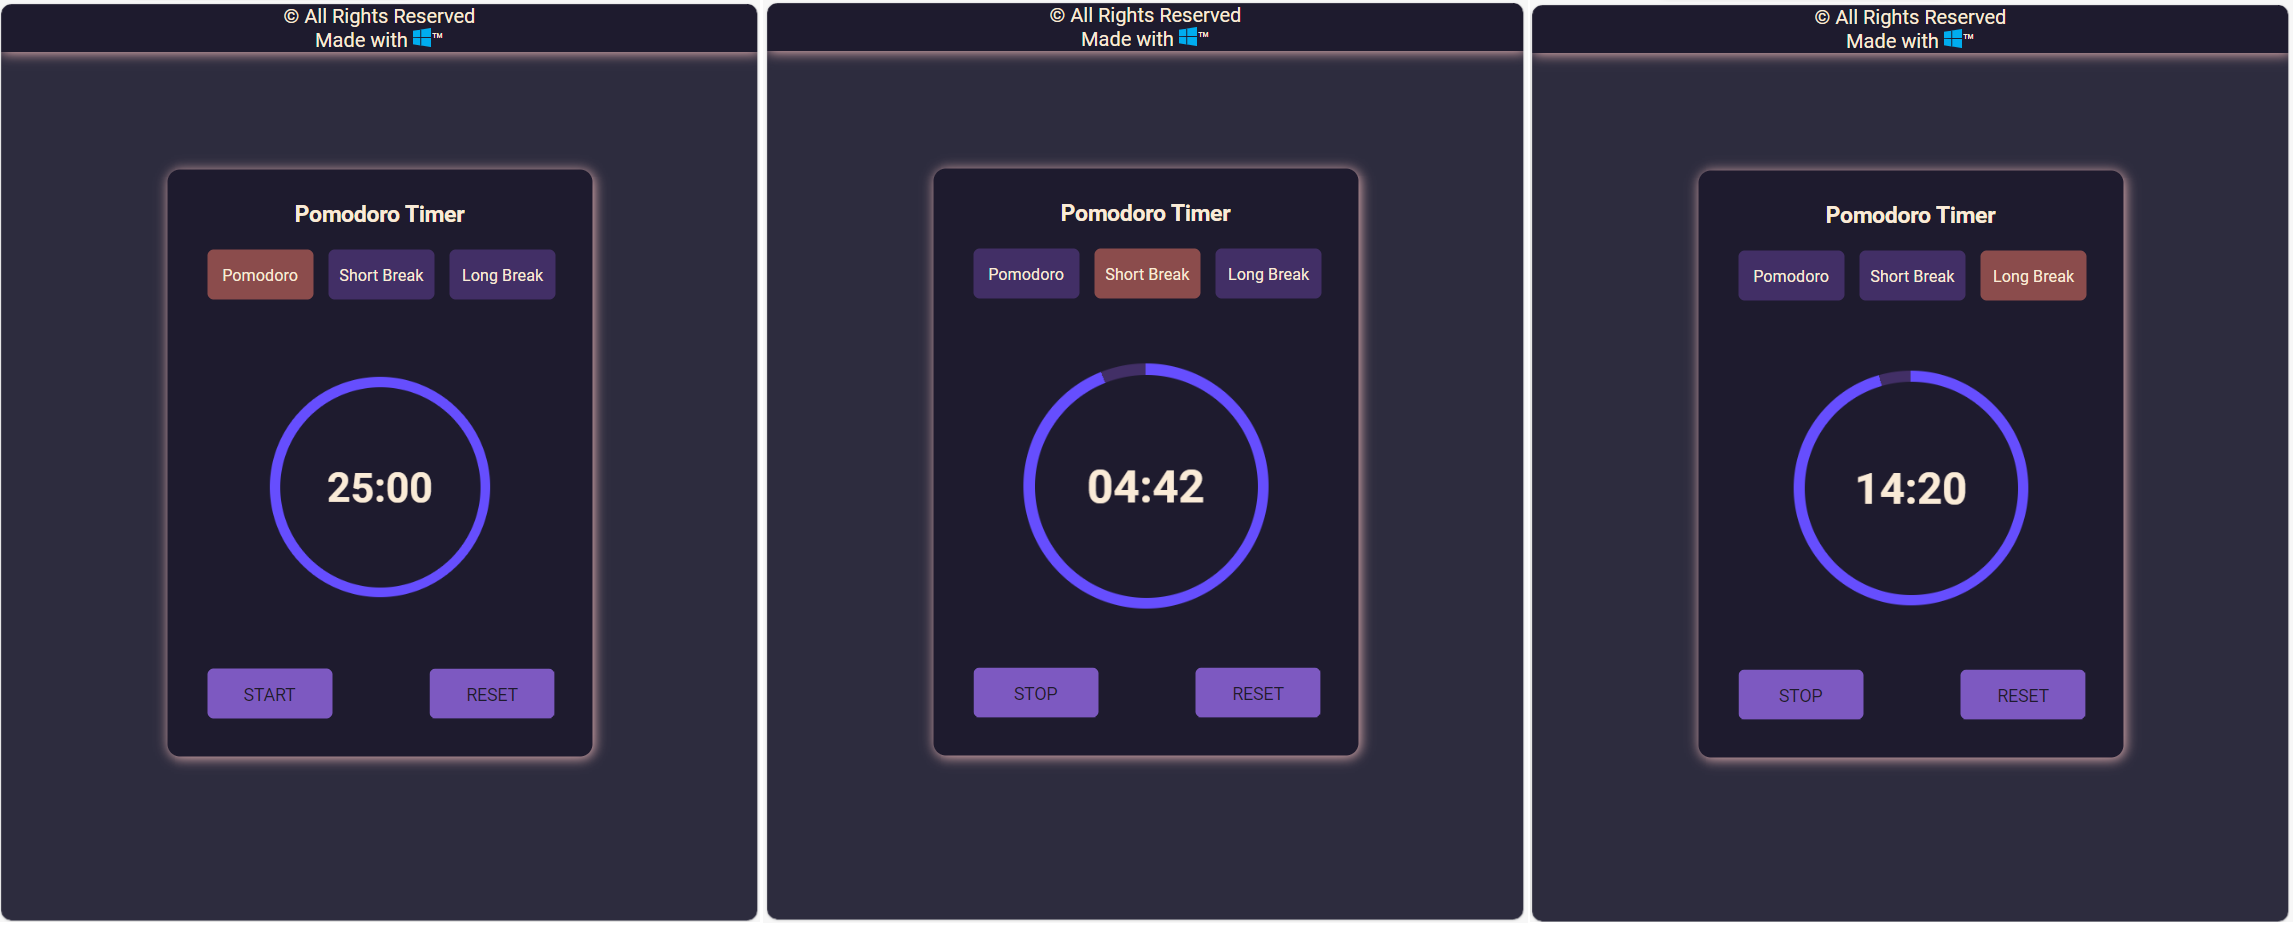 © All Rights Reserved
Made with ™
Pomodoro Timer
Pomodoro Short Break Long Break
25:00
START RESET
© All Rights Reserved
Made with ™
Pomodoro Timer
Pomodoro Short Break Long Break
04:42
STOP RESET
© All Rights Reserved
Made with ™
Pomodoro Timer
Pomodoro Short Break Long Break
14:20
STOP RESET